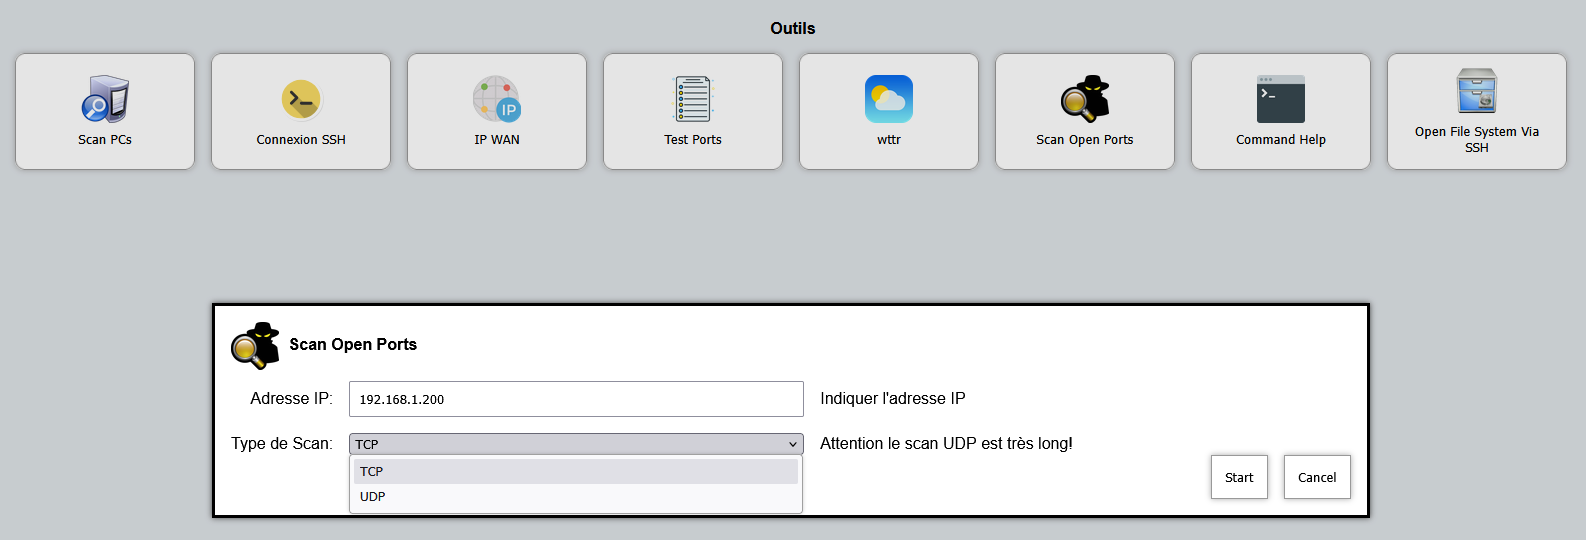 Outils
Scan PCs
Connexion SSH
IP
IP WAN
Test Ports
wttr
Scan Open Ports
Command Help
Open File System Via
SSH
Scan Open Ports
Adresse IP:
192.168.1.200
Indiquer l'adresse IP
Type de Scan:
TCP
Attention le scan UDP est très long!
TCP
UDP
Start
Cancel